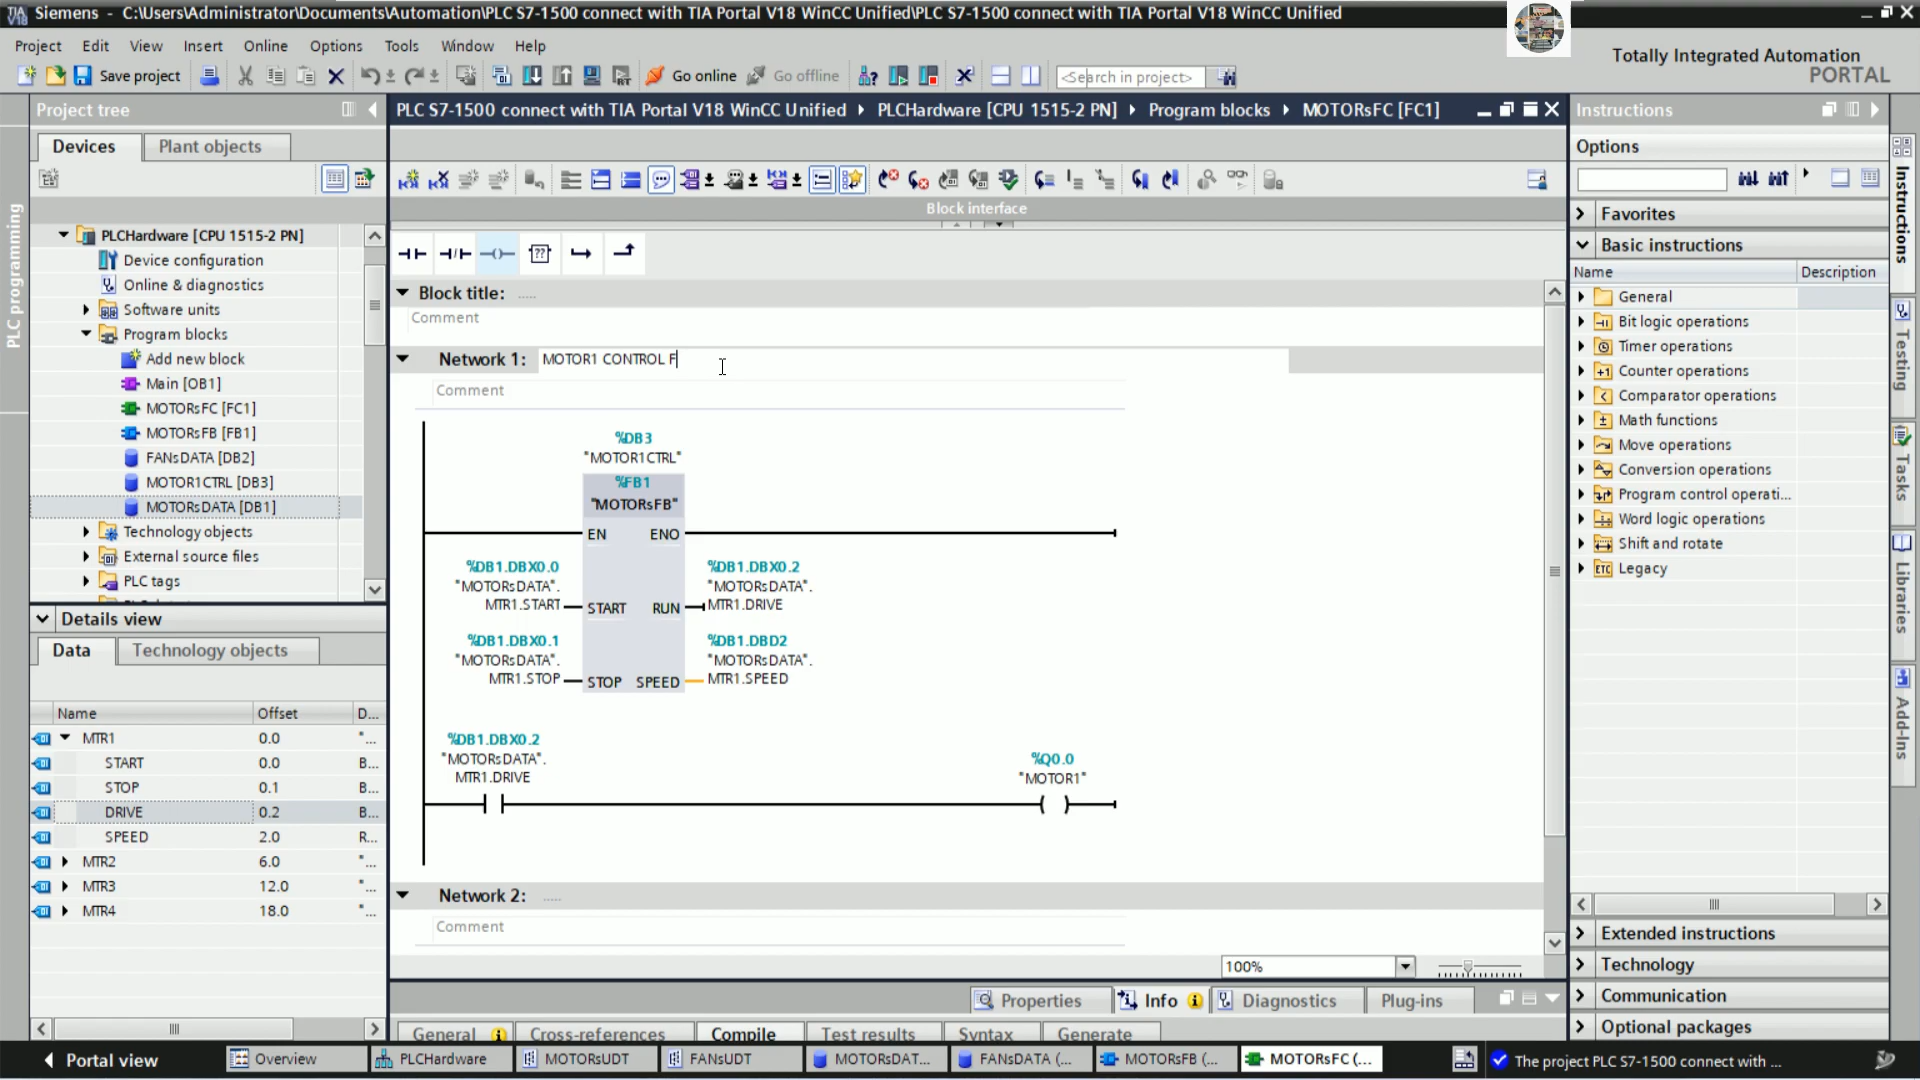 Siemens - C:\Users\Administrator\Documents\Automation\PLC S7-1500 connect with TIA Portal V18 WinCC Unified\PLC S7-1500 connect with TIA Portal V18 WinCC Unified
Project Edit View Insert Online Options Tools Window Help
Totally Integrated Automation
PORTAL
Save project Go online Go offline <Search in project>
Project tree
PLC S7-1500 connect with TIA Portal V18 WinCC Unified PLCHardware [CPU 1515-2 PN] Program blocks MOTORsFC [FC1]
Instructions
Devices Plant objects
Options
Block interface
PLC programming
PLCHardware [CPU 1515-2 PN]
Device configuration
Online & diagnostics
Software units
Program blocks
Add new block
Main [OB1]
MOTORsFC [FC1]
MOTORsFB [FB1]
FANsDATA [DB2]
MOTOR1CTRL [DB3]
MOTORsDATA [DB1]
Technology objects
External source files
PLC tags
Details view
Data Technology objects
Name Offset D...
MTR1 0.0 "...
START 0.0 B...
STOP 0.1 B...
DRIVE 0.2 B...
SPEED 2.0 R...
MTR2 6.0 "...
MTR3 12.0 "...
MTR4 18.0 "...
??
Block title: .....
Comment
Network 1: MOTOR1 CONTROL F
Comment
%DB3
"MOTOR1CTRL"
%FB1
"MOTORsFB"
EN ENO
%DB1.DBX0.0 %DB1.DBX0.2
"MOTORsDATA". "MOTORsDATA".
MTR1.START START RUN MTR1.DRIVE
%DB1.DBX0.1 %DB1.DBD2
"MOTORsDATA". "MOTORsDATA".
MTR1.STOP STOP SPEED MTR1.SPEED
%DB1.DBX0.2
"MOTORsDATA".
MTR1.DRIVE
%Q0.0
"MOTOR1"
Network 2: .....
Comment
100%
Properties Info Diagnostics Plug-ins
General Cross-references Compile Test results Syntax Generate
Favorites
Basic instructions
Name Description
General
Bit logic operations
Timer operations
Counter operations
Comparator operations
Math functions
Move operations
Conversion operations
Program control operati...
Word logic operations
Shift and rotate
Legacy
Extended instructions
Technology
Communication
Optional packages
Instructions
Testing
Tasks
Libraries
Add-Ins
Portal view Overview PLCHardware MOTORsUDT FANsUDT MOTORsDAT... FANsDATA (... MOTORsFB (... MOTORsFC (... The project PLC S7-1500 connect with ...